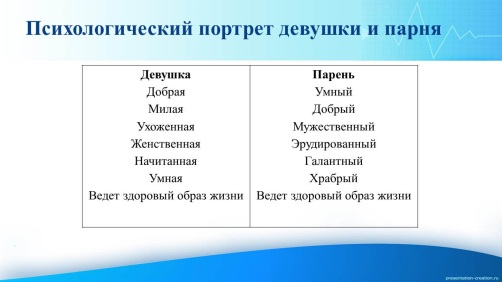 Психологический портрет девушки и парня
Девушка Парень
Добрая Умный
Милая Добрый
Ухоженная Мужественный
Женственная Эрудированный
Начитанная Галантный
Умная Храбрый
Ведет здоровый образ жизни Ведет здоровый образ жизни
presentation-creation.ru